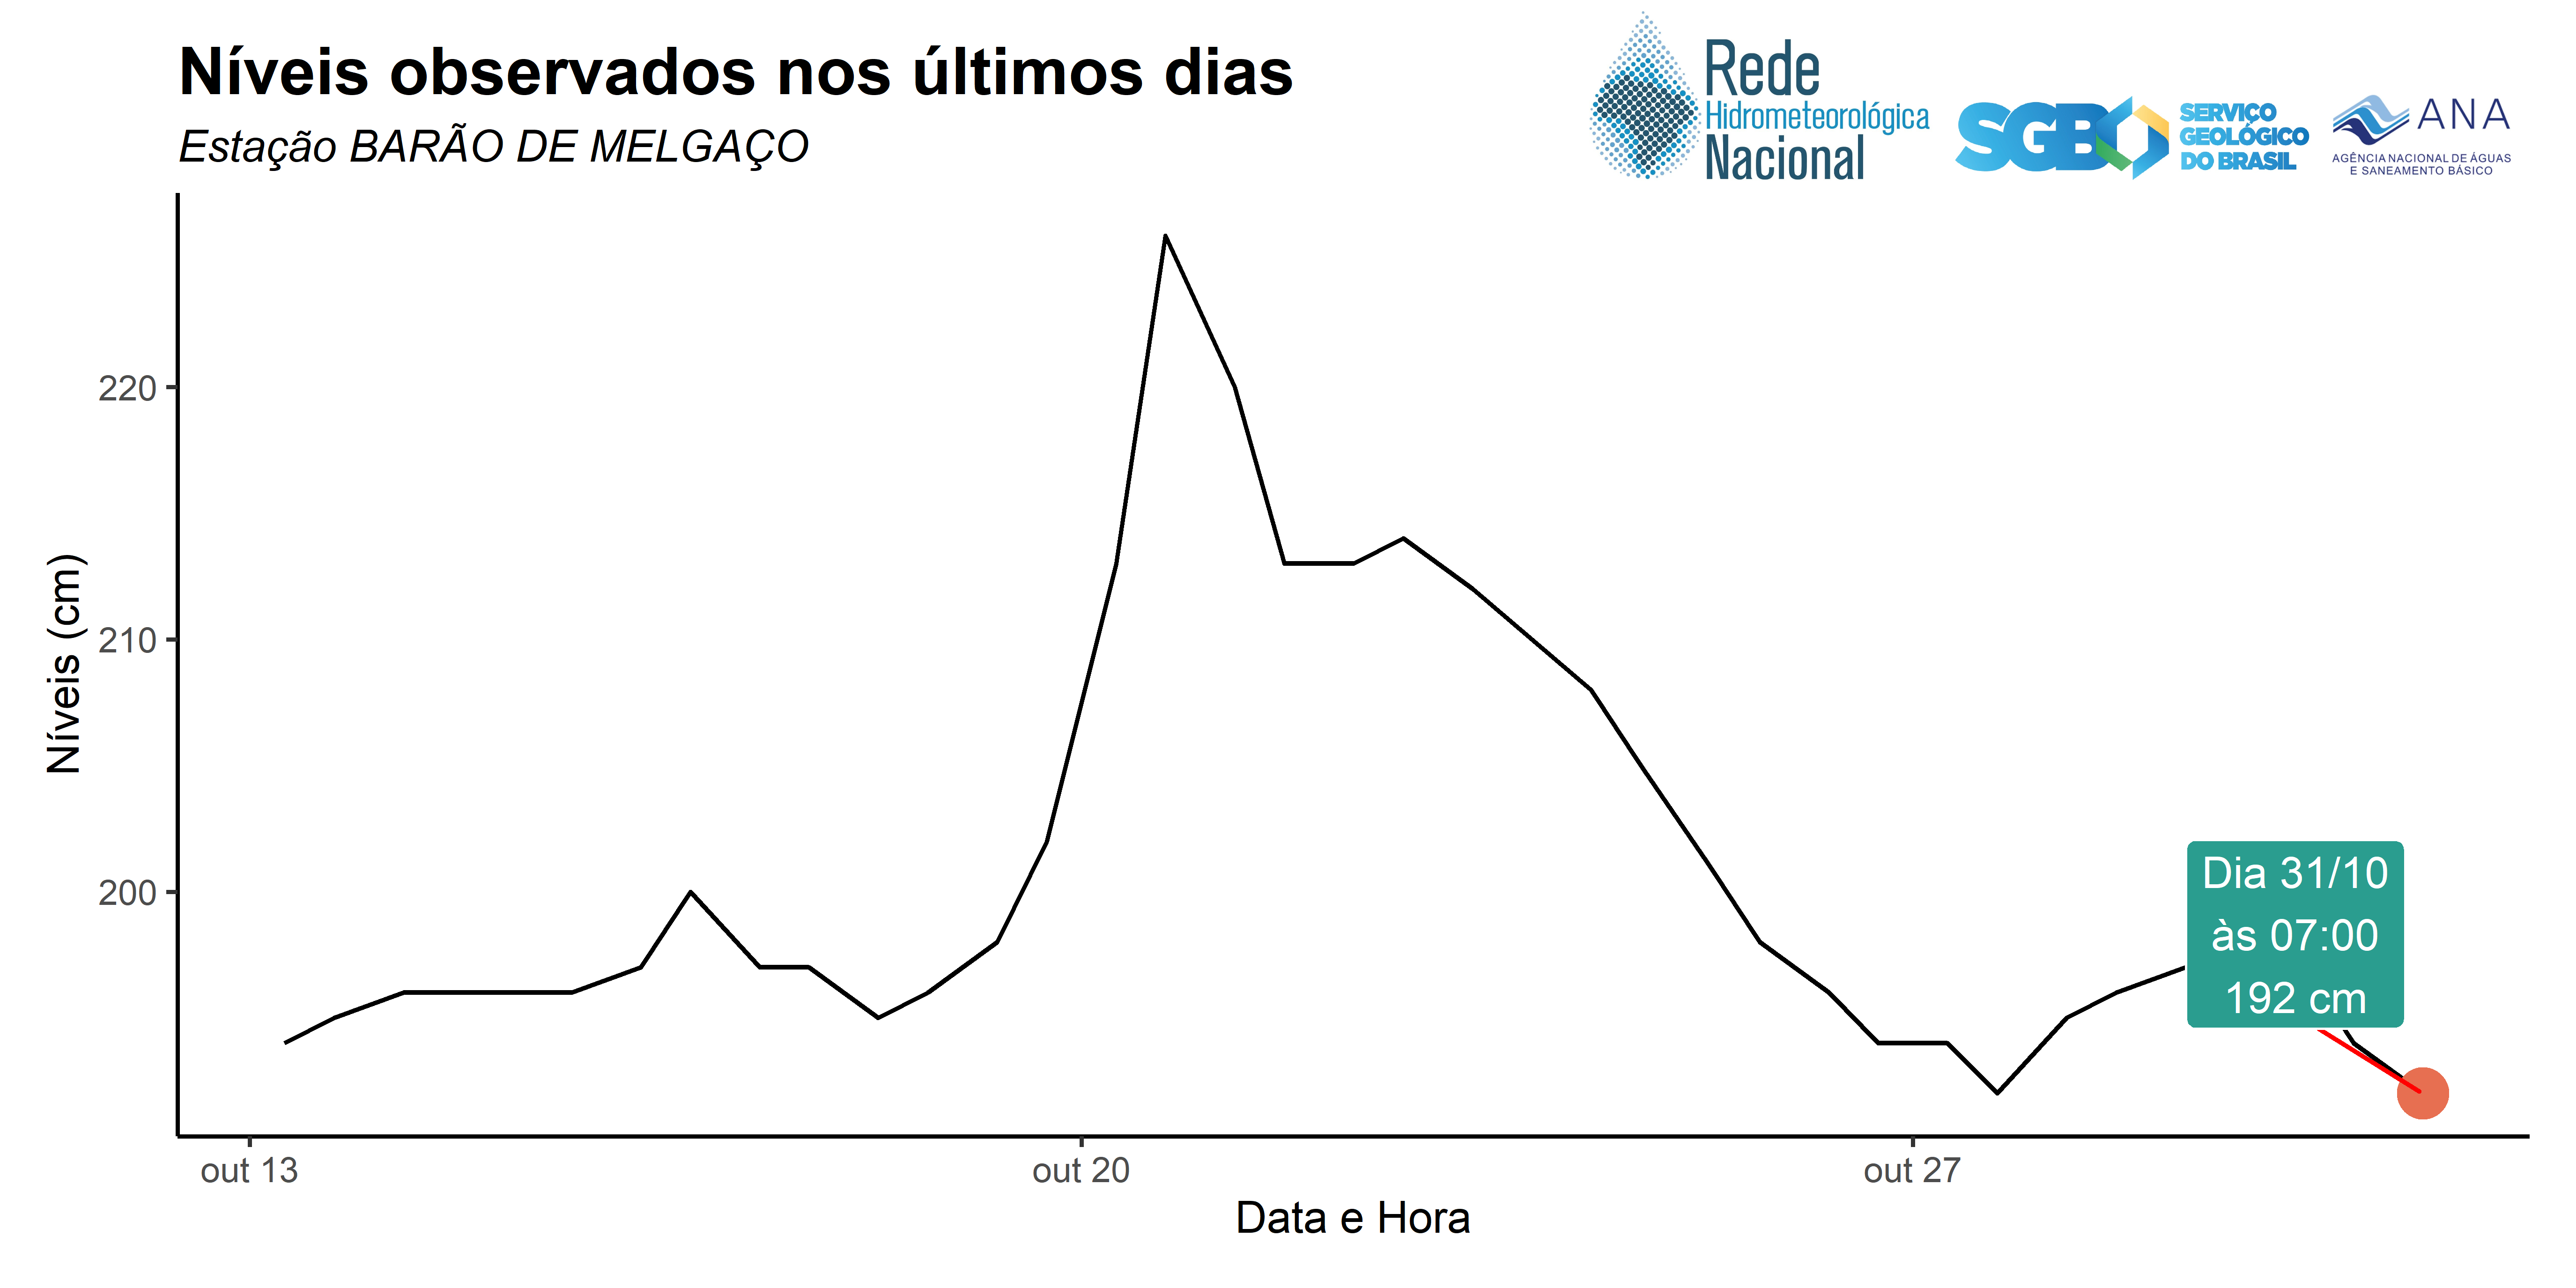 Níveis observados nos últimos dias
Estação BARÃO DE MELGAÇO
Rede
Hidrometeorológica
Nacional
SGB
SERVIÇO
GEOLÓGICO
DO BRASIL
ANA
AGÊNCIA NACIONAL DE ÁGUAS
E SANEAMENTO BÁSICO
Níveis (cm)
220
210
200
Dia 31/10
às 07:00
192 cm
out 13
out 20
out 27
Data e Hora